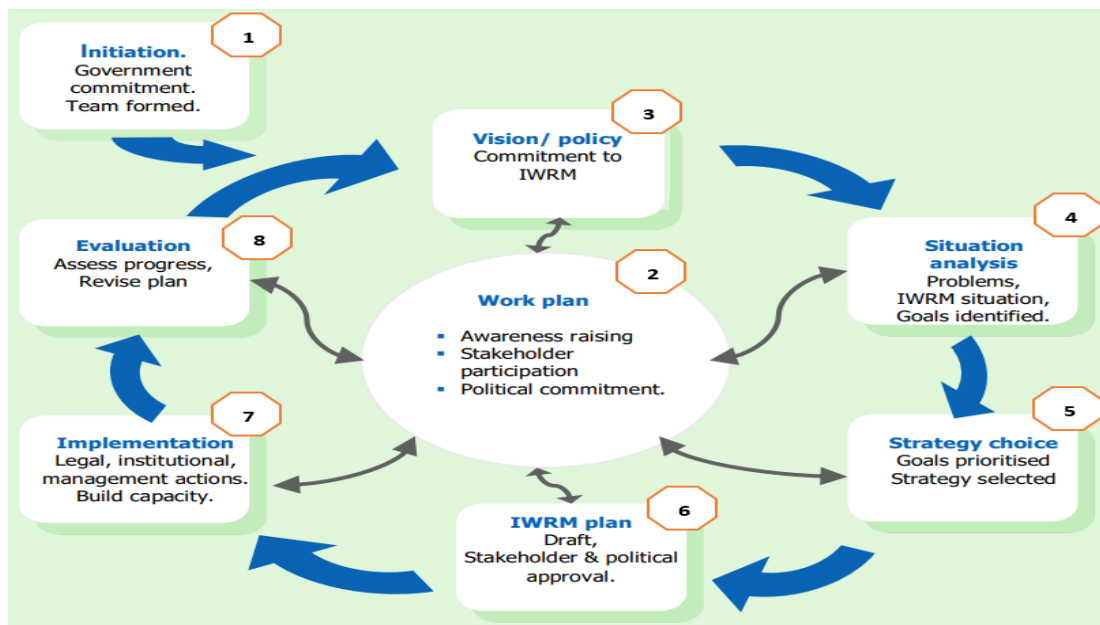 1
Initiation.
Government
commitment.
Team formed.
2
Work plan
▪ Awareness raising
▪ Stakeholder
participation
▪ Political commitment.
3
Vision/ policy
Commitment to
IWRM
4
Situation
analysis
Problems,
IWRM situation,
Goals identified.
5
Strategy choice
Goals prioritised
Strategy selected
6
IWRM plan
Draft,
Stakeholder & political
approval.
7
Implementation
Legal, institutional,
management actions.
Build capacity.
8
Evaluation
Assess progress,
Revise plan